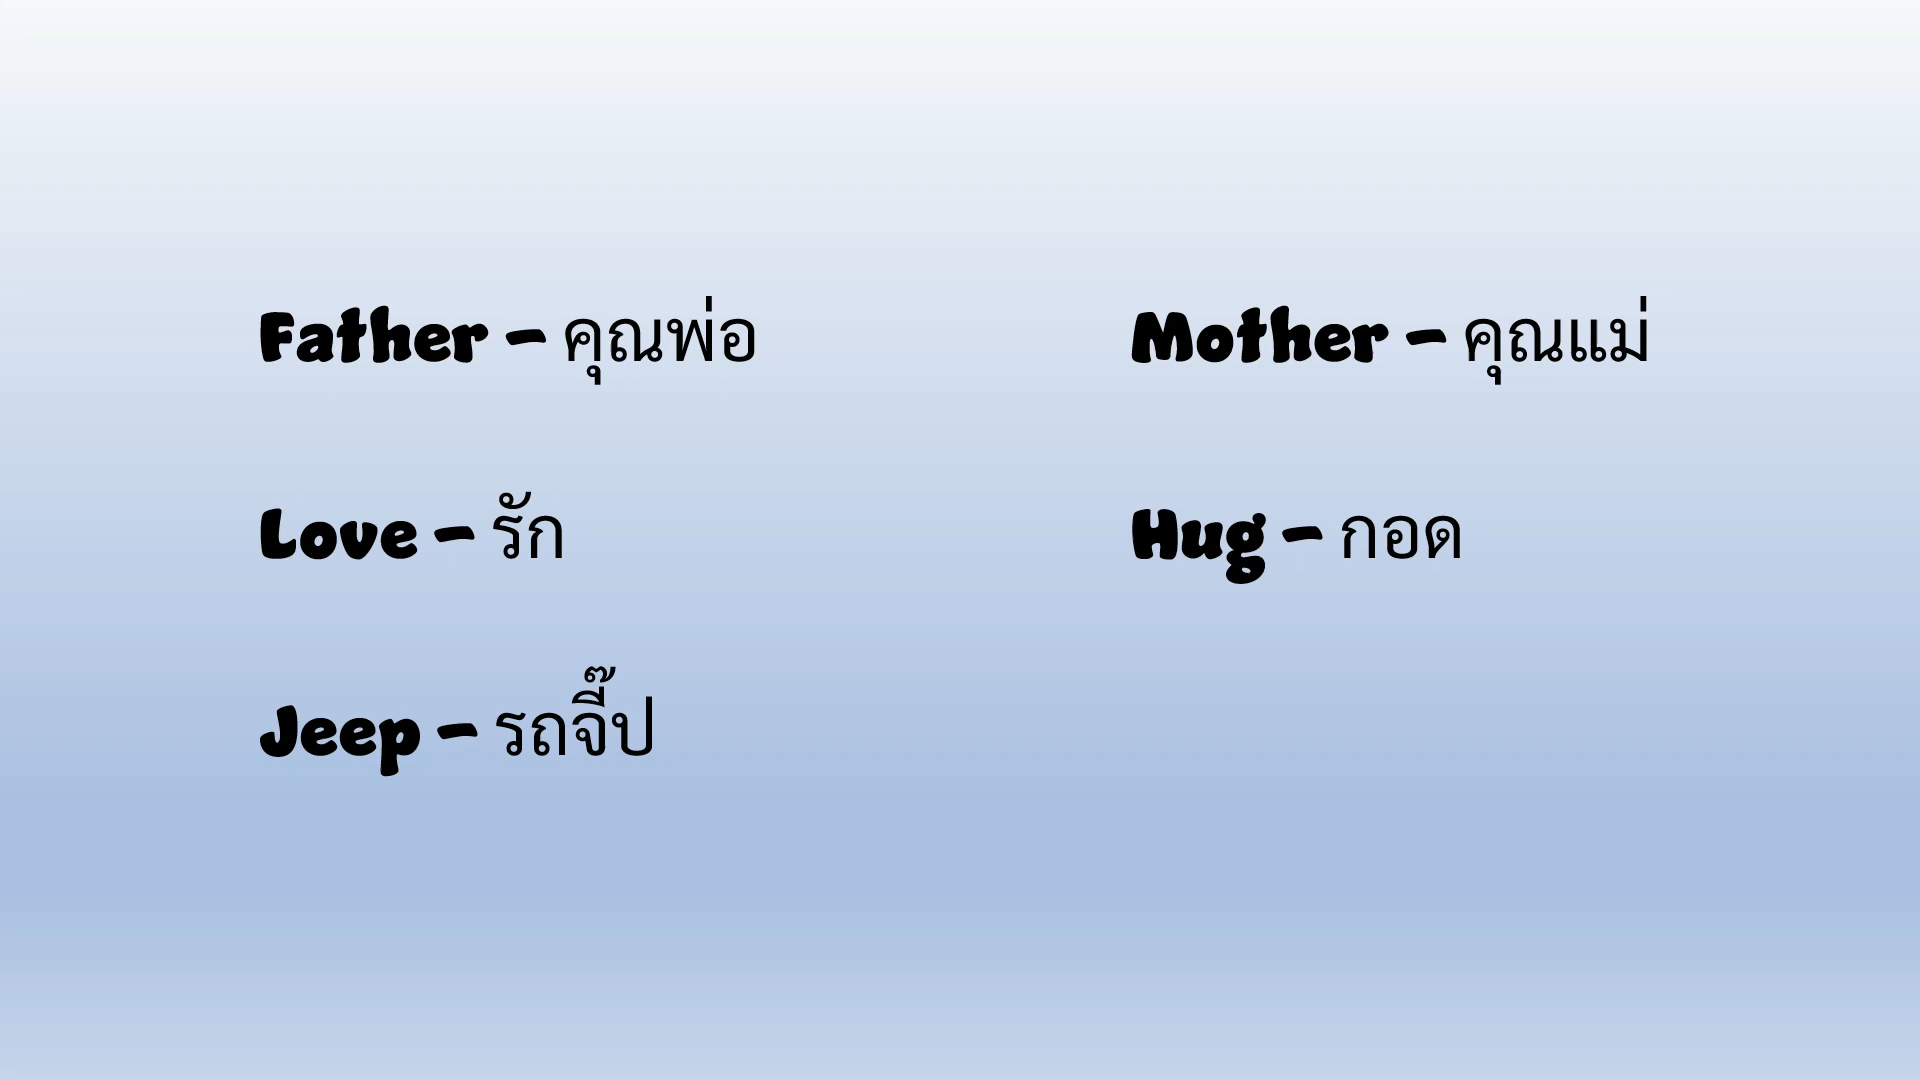 Father – คุณพ่อ
Mother – คุณแม่
Love – รัก
Hug – กอด
Jeep – รถจี๊ป